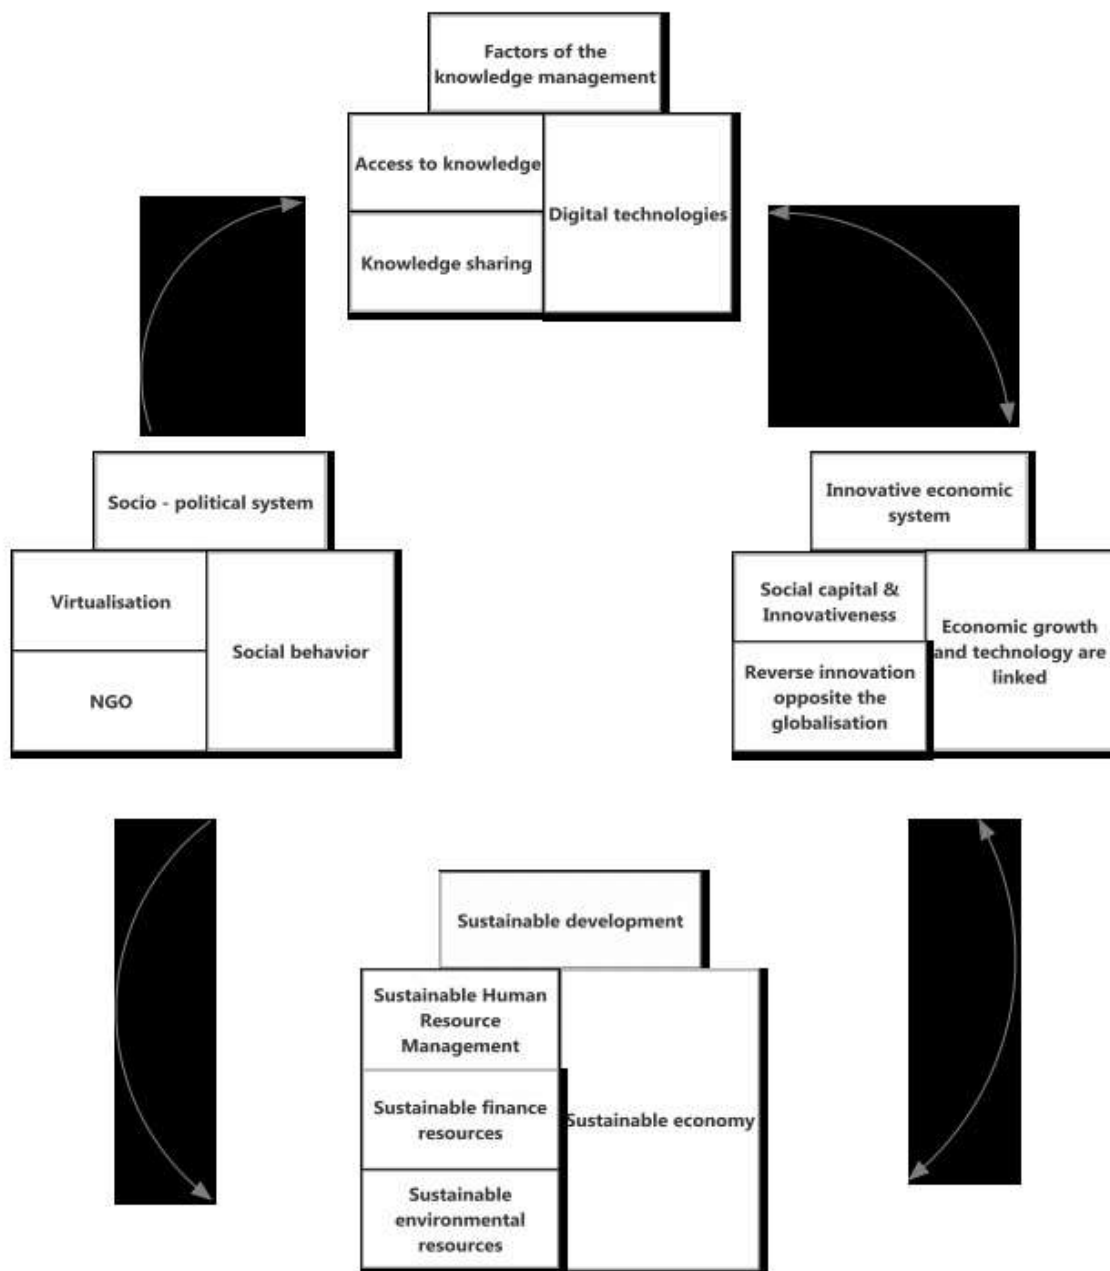 Factors of the
knowledge management
Access to knowledge
Digital technologies
Knowledge sharing
Socio - political system
Virtualisation
Social behavior
NGO
Innovative economic
system
Social capital &
Innovativeness
Economic growth
and technology are
linked
Reverse innovation
opposite the
globalisation
Sustainable development
Sustainable Human
Resource
Management
Sustainable finance
resources
Sustainable economy
Sustainable
environmental
resources